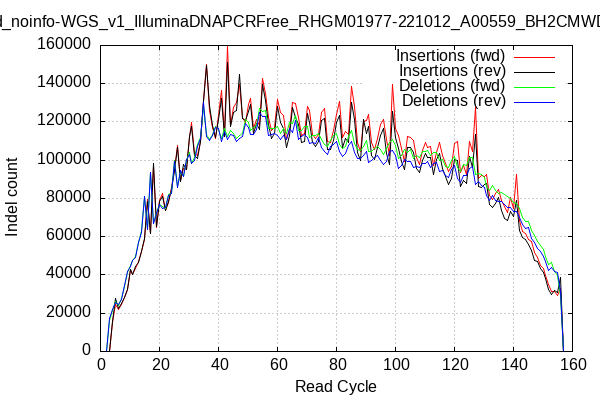 d_noinfo-WGS_v1_IlluminaDNAPCRFree_RHGM01977-221012_A00559_BH2CMWD
160000
140000
120000
100000
80000
60000
40000
20000
0
Indel count
Insertions (fwd)
Insertions (rev)
Deletions (fwd)
Deletions (rev)
0 20 40 60 80 100 120 140 160
Read Cycle